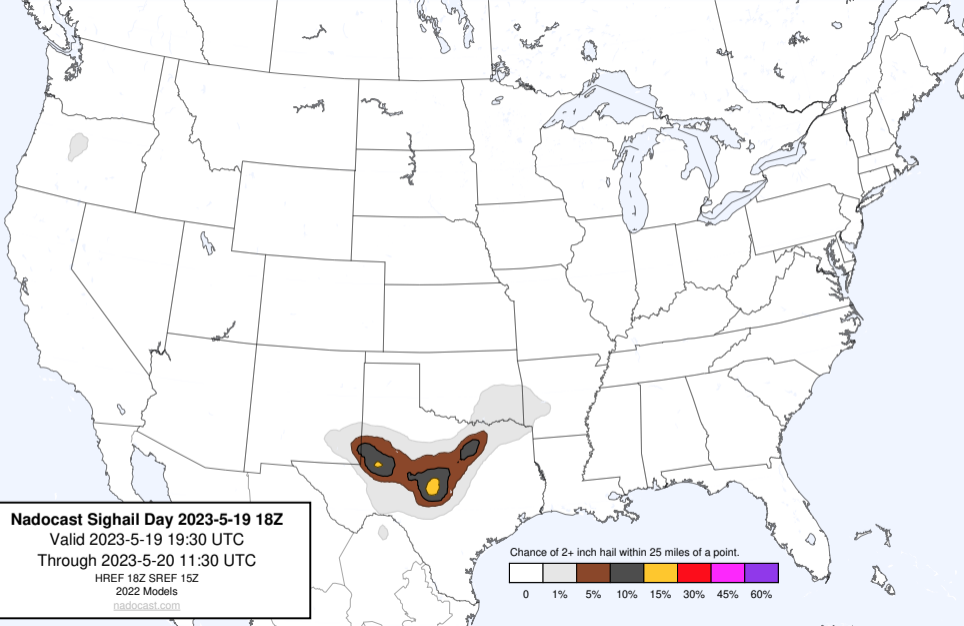 Nadocast Sighail Day 2023-5-19 18Z
Valid 2023-5-19 19:30 UTC
Through 2023-5-20 11:30 UTC
HREF 18Z SREF 15Z
2022 Models
nadocast.com
Chance of 2+ inch hail within 25 miles of a point.
0 1% 5% 10% 15% 30% 45% 60%